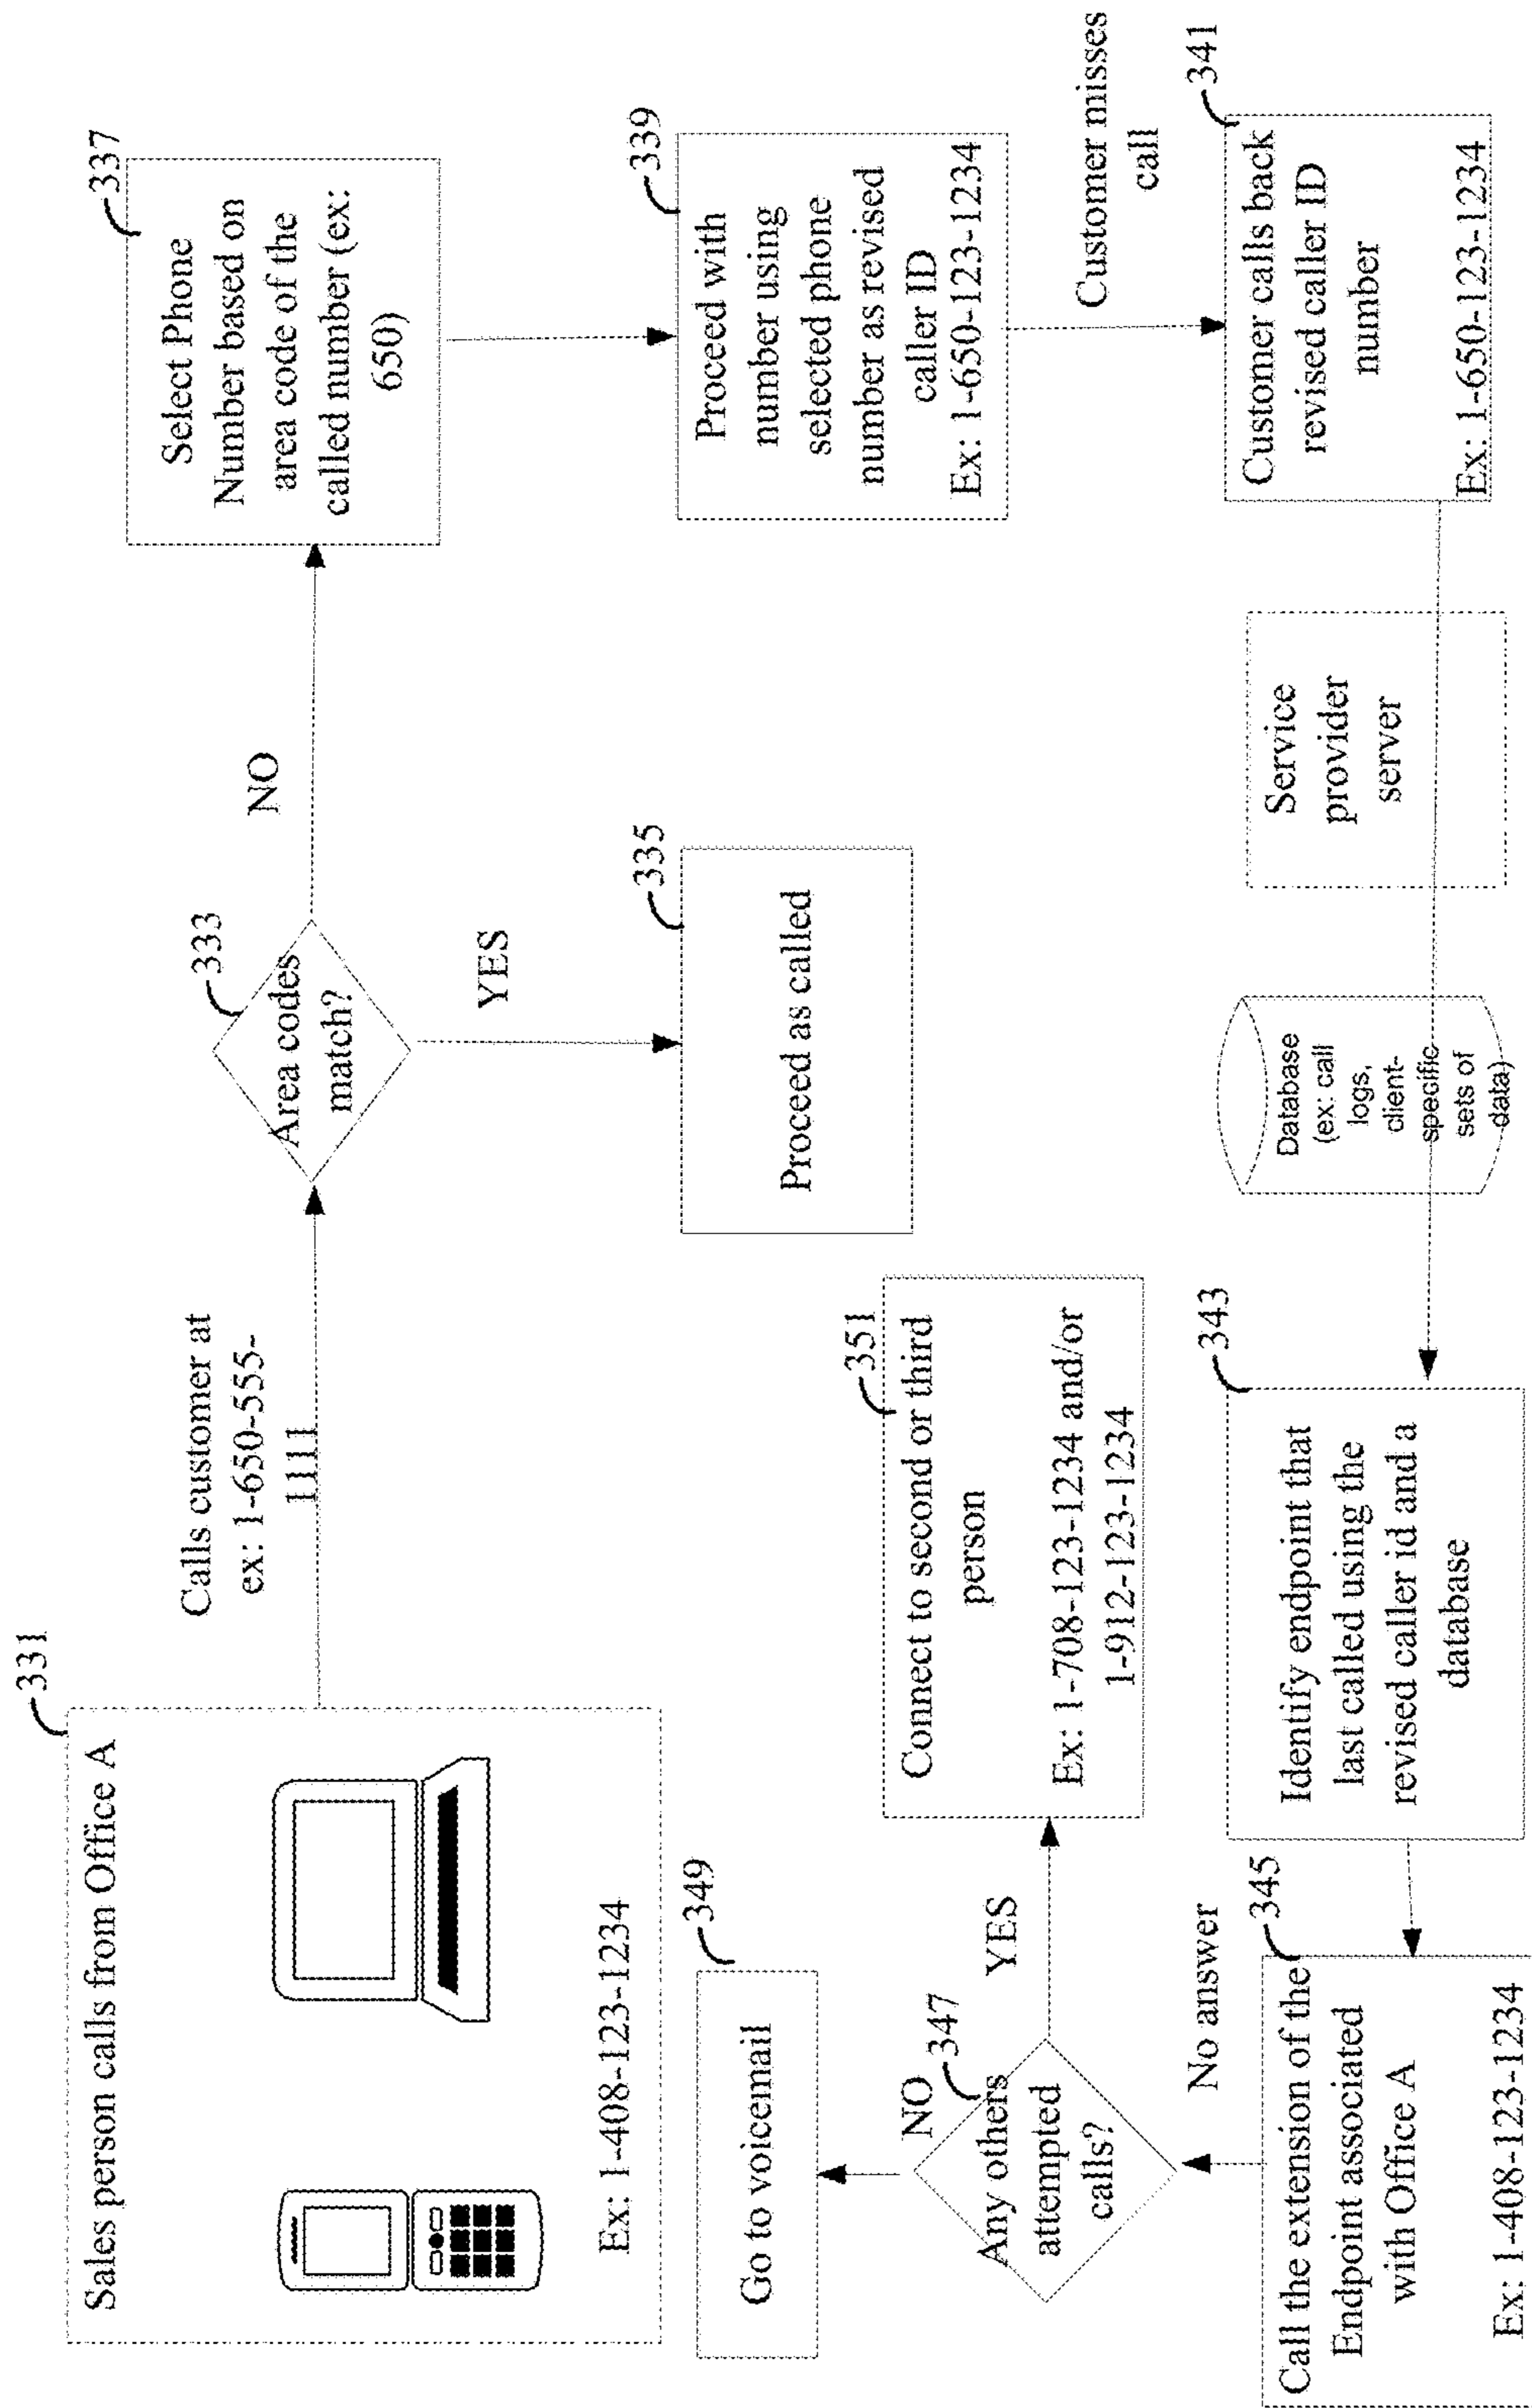 331
Sales person calls from Office A
Ex: 1-408-123-1234
Calls customer at
ex: 1-650-555-
1111
333
Area codes
match?
NO
YES
335
Proceed as called
337
Select Phone
Number based on
area code of the
called number (ex:
650)
339
Proceed with
number using
selected phone
number as revised
caller ID
Ex: 1-650-123-1234
Customer misses
call
341
Customer calls back
revised caller ID
number
Ex: 1-650-123-1234
Service
provider
server
Database
(ex: call
logs,
client-
specific
sets of
data)
343
Identify endpoint that
last called using the
revised caller id and a
database
345
Call the extension of the
Endpoint associated
with Office A
Ex: 1-408-123-1234
No answer
347
Any others
attempted
calls?
NO
YES
349
Go to voicemail
351
Connect to second or third
person
Ex: 1-708-123-1234 and/or
1-912-123-1234